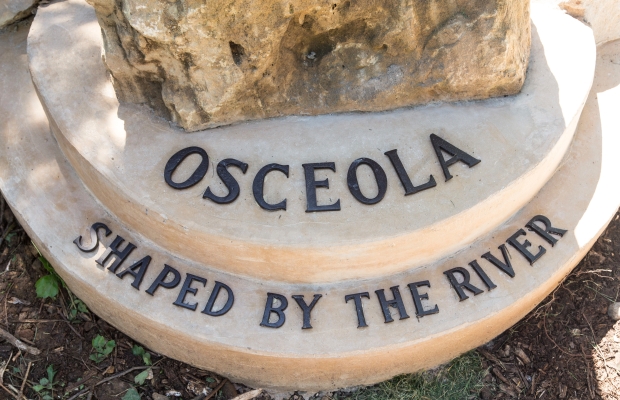 OSCEOLA
SHAPED BY THE RIVER